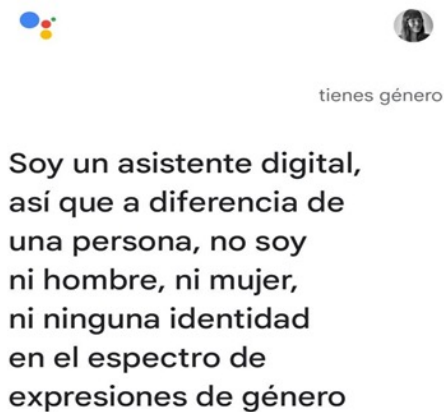 tienes género
Soy un asistente digital,
así que a diferencia de
una persona, no soy
ni hombre, ni mujer,
ni ninguna identidad
en el espectro de
expresiones de género